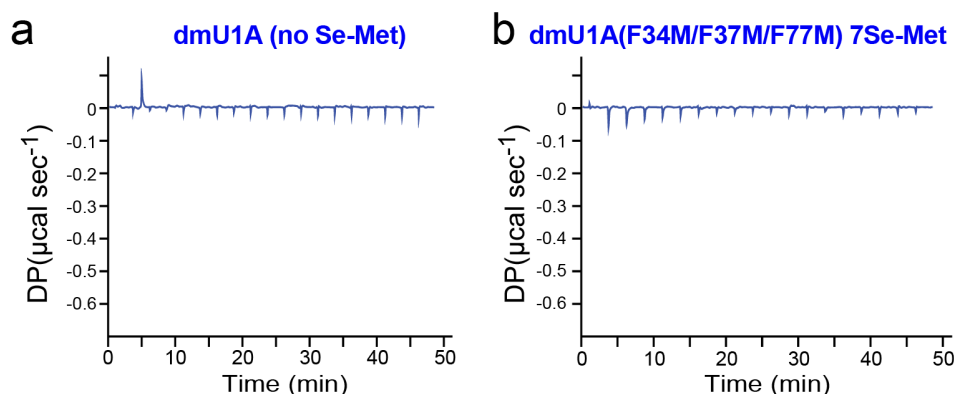 a
dmU1A (no Se-Met)
DP(μcal sec⁻¹)
0
-0.1
-0.2
-0.3
-0.4
-0.5
-0.6
0 10 20 30 40 50
Time (min)
b
dmU1A(F34M/F37M/F77M) 7Se-Met
DP(μcal sec⁻¹)
0
-0.1
-0.2
-0.3
-0.4
-0.5
-0.6
0 10 20 30 40 50
Time (min)